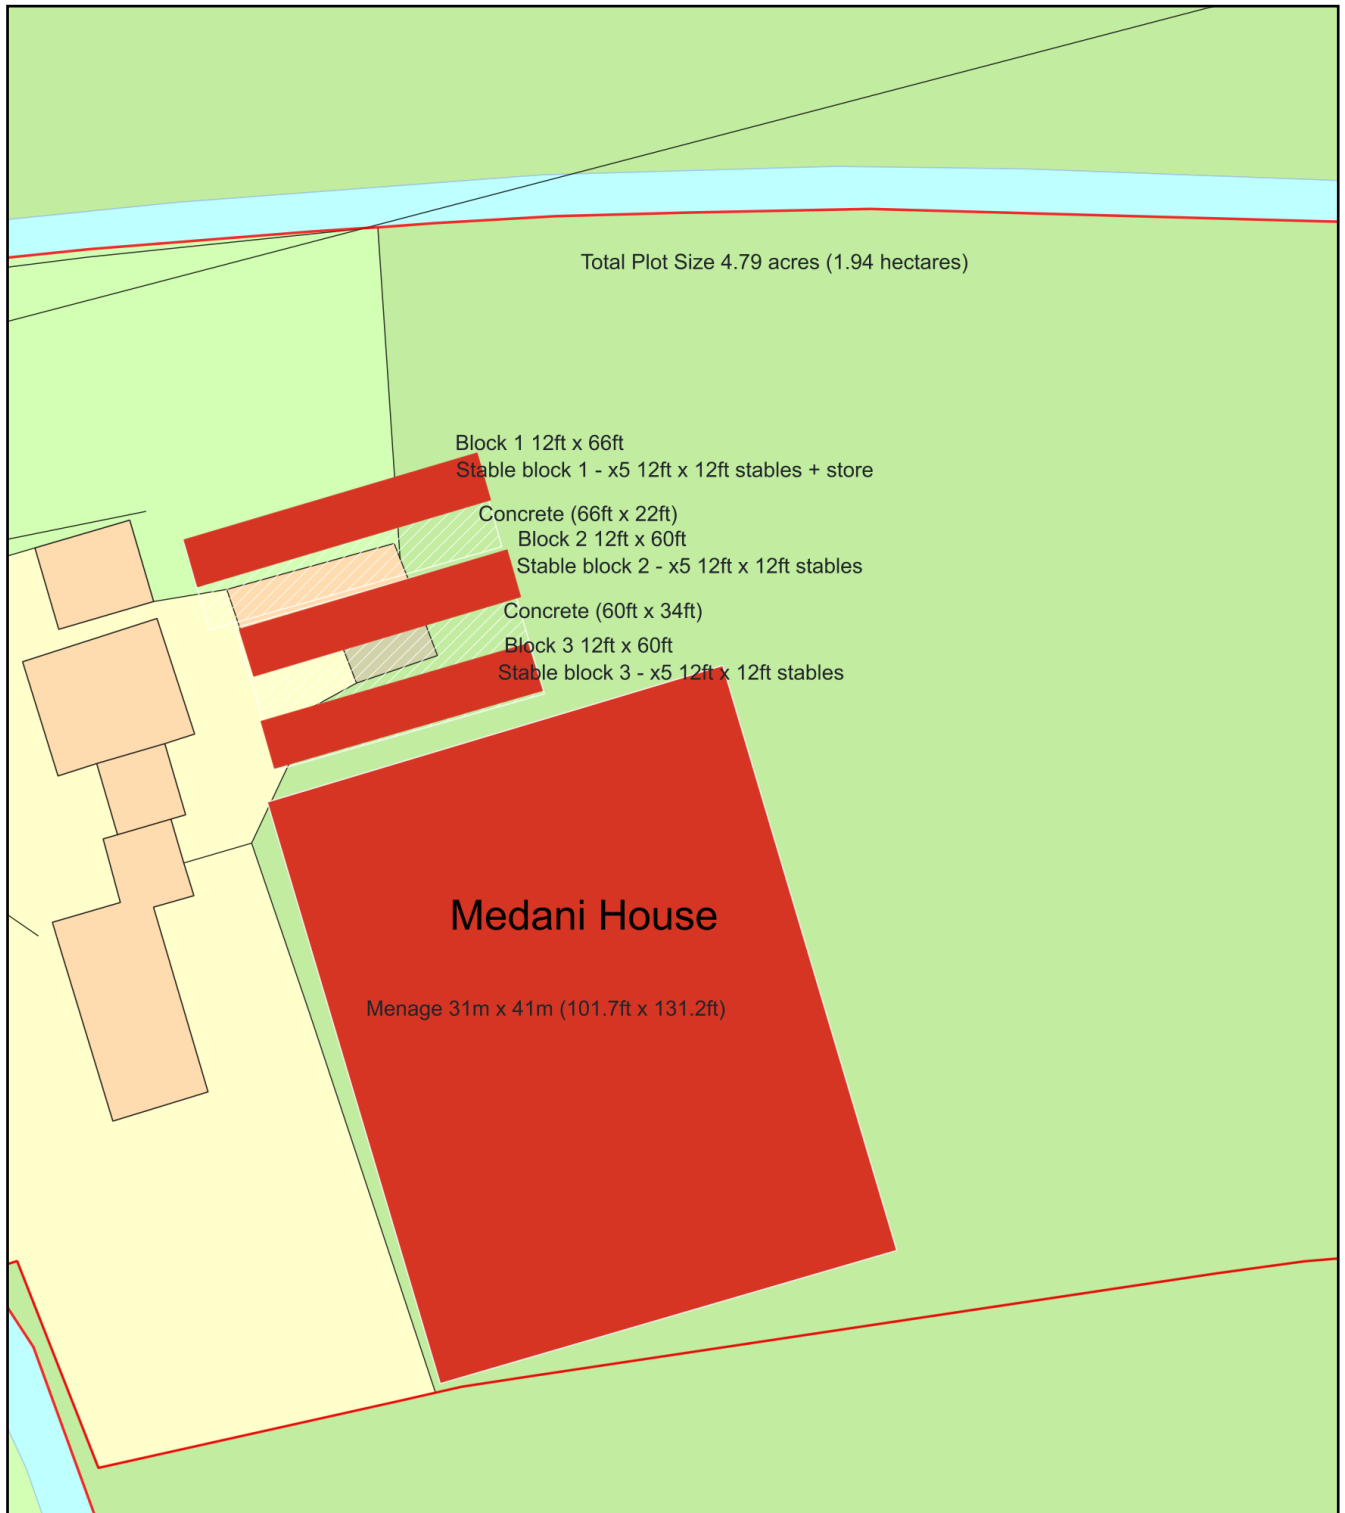 Total Plot Size 4.79 acres (1.94 hectares)
Block 1 12ft x 66ft
Stable block 1 - x5 12ft x 12ft stables + store
Concrete (66ft x 22ft)
Block 2 12ft x 60ft
Stable block 2 - x5 12ft x 12ft stables
Concrete (60ft x 34ft)
Block 3 12ft x 60ft
Stable block 3 - x5 12ft x 12ft stables
Medani House
Menage 31m x 41m (101.7ft x 131.2ft)